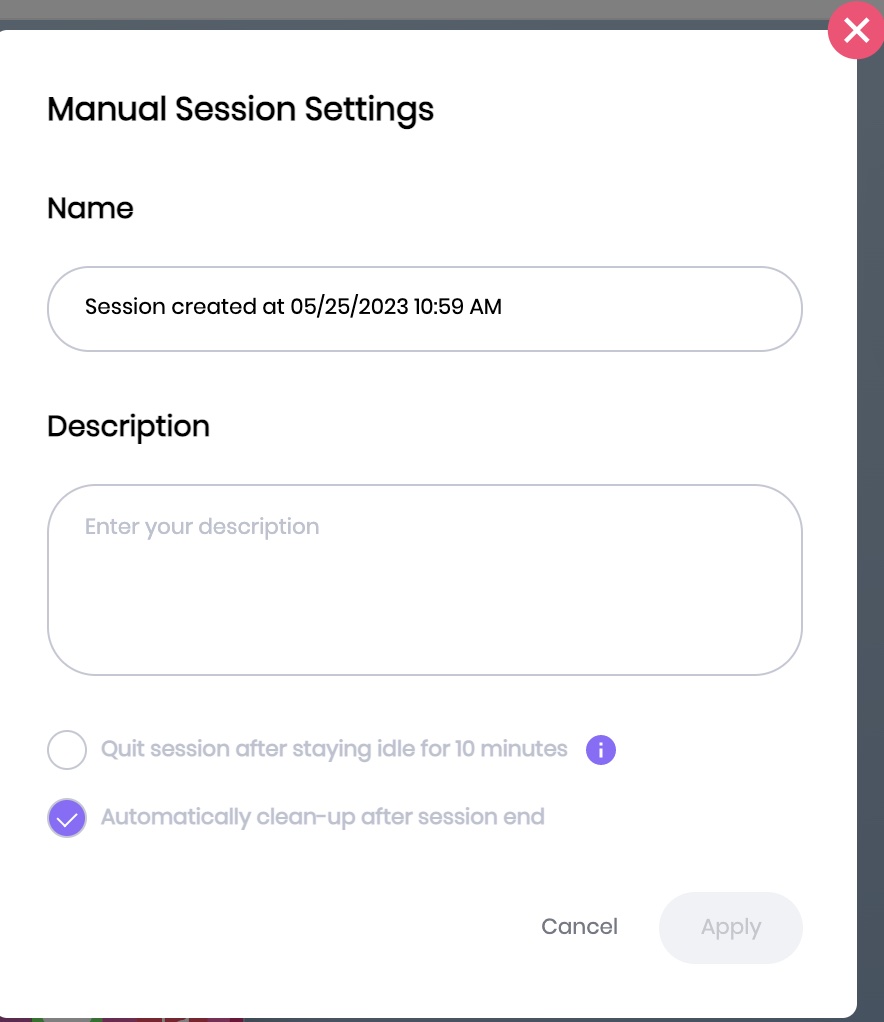 Manual Session Settings
Name
Session created at 05/25/2023 10:59 AM
Description
Enter your description
Quit session after staying idle for 10 minutes
Automatically clean-up after session end
Cancel
Apply